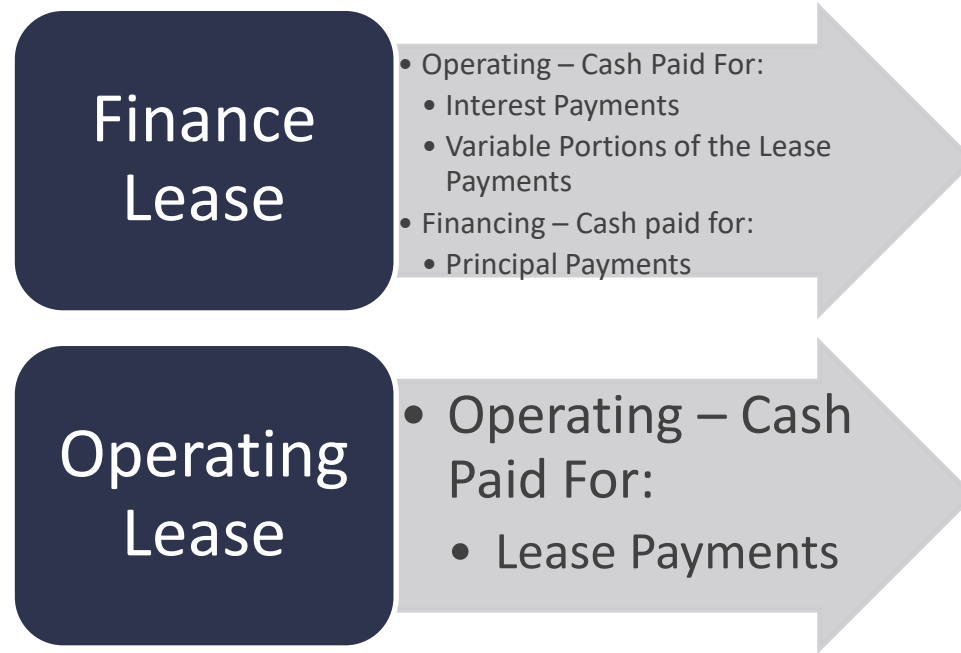 Finance
Lease
• Operating – Cash Paid For:
• Interest Payments
• Variable Portions of the Lease
Payments
• Financing – Cash paid for:
• Principal Payments
Operating
Lease
• Operating – Cash
Paid For:
• Lease Payments